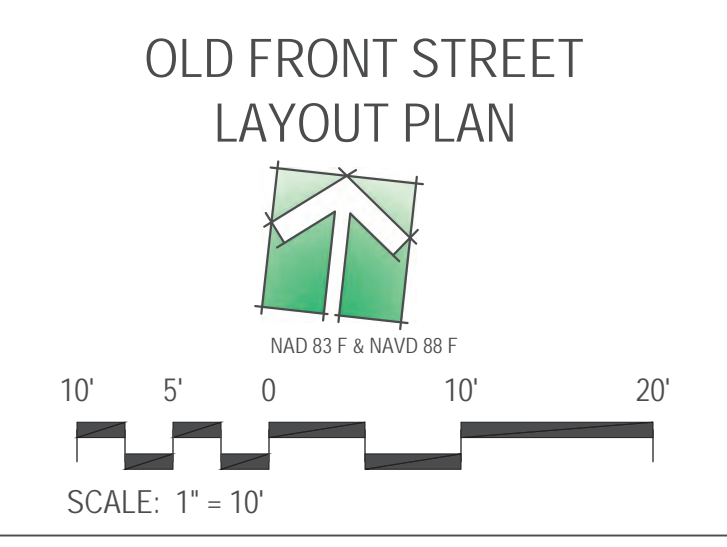 OLD FRONT STREET
LAYOUT PLAN
NAD 83 F & NAVD 88 F
10' 5' 0 10' 20'
SCALE: 1" = 10'